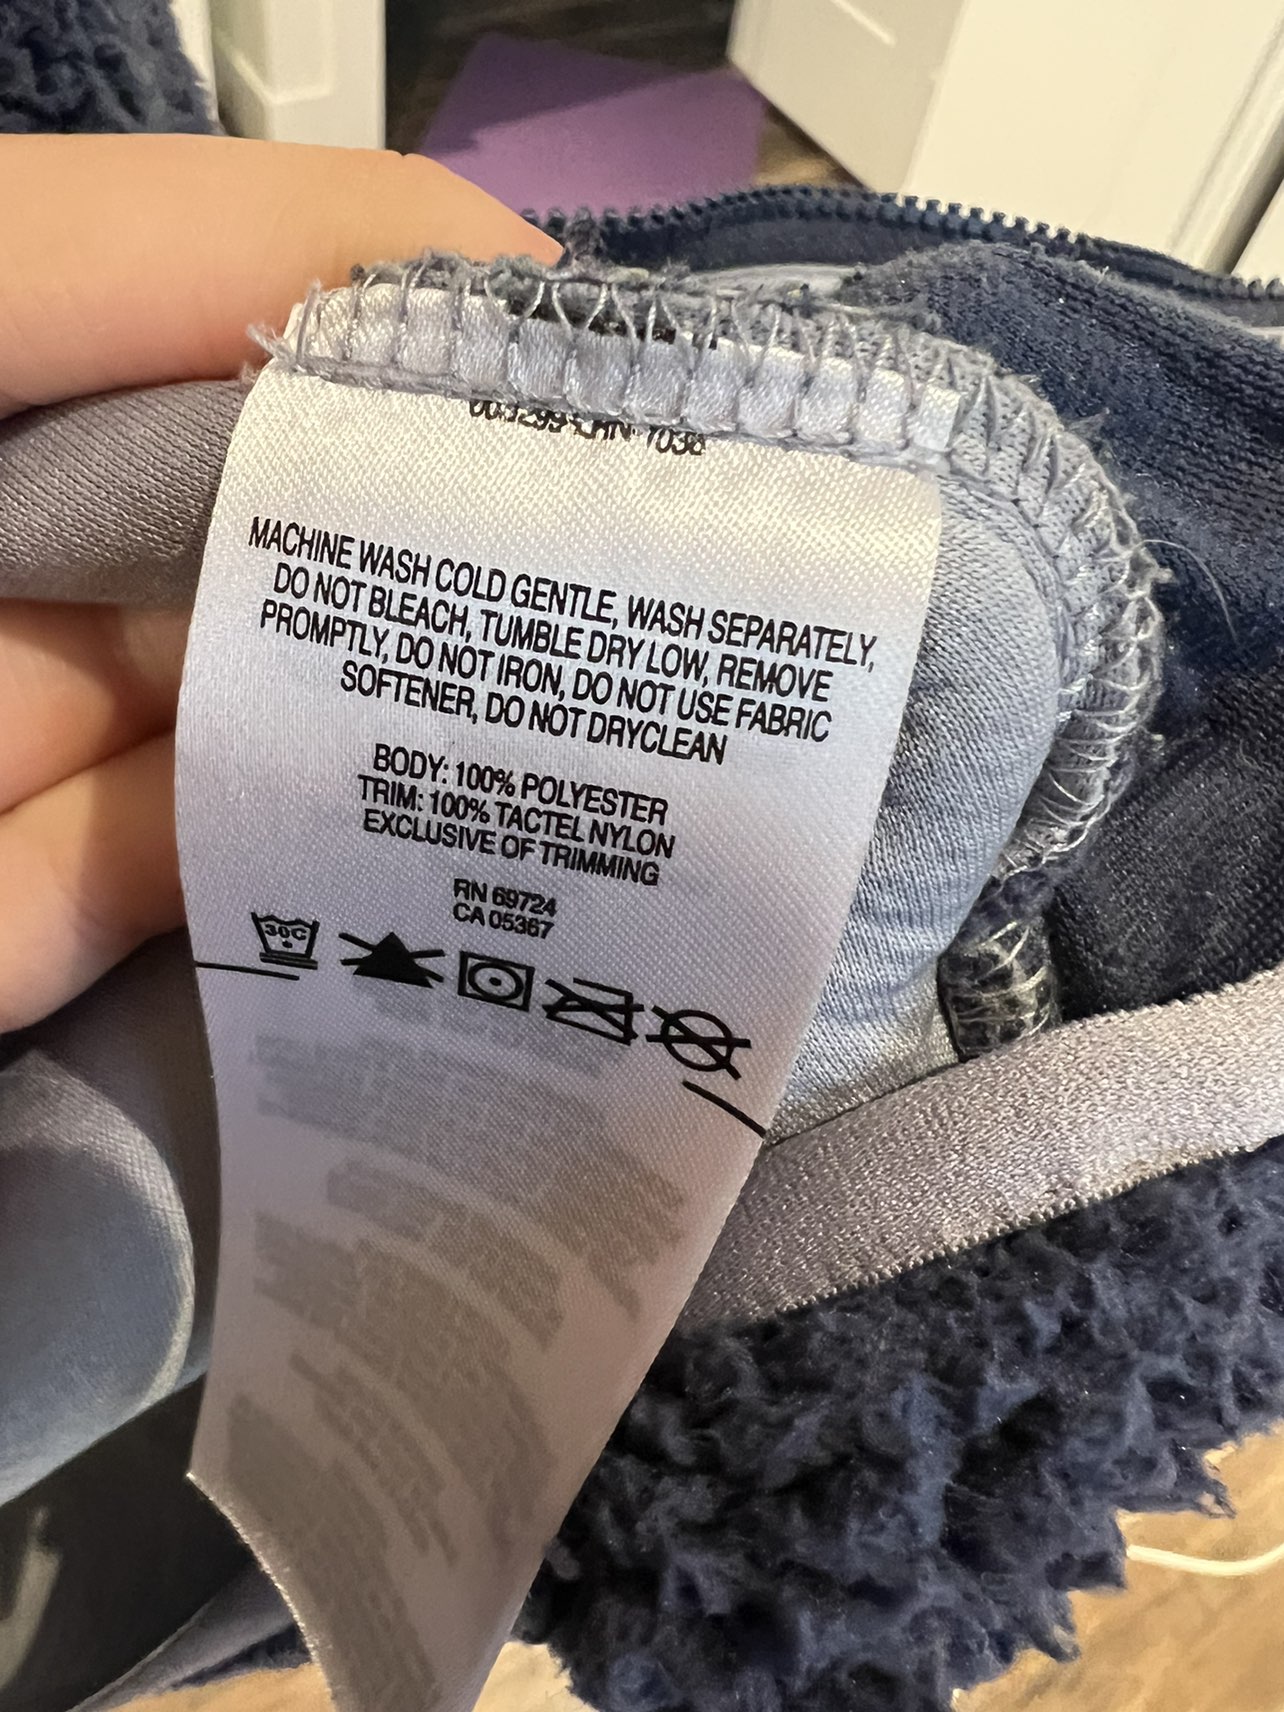 MACHINE WASH COLD GENTLE, WASH SEPARATELY,
DO NOT BLEACH, TUMBLE DRY LOW, REMOVE
PROMPTLY, DO NOT IRON, DO NOT USE FABRIC
SOFTENER, DO NOT DRYCLEAN
BODY: 100% POLYESTER
TRIM: 100% TACTEL NYLON
EXCLUSIVE OF TRIMMING
RN 69724
CA 05367
30C